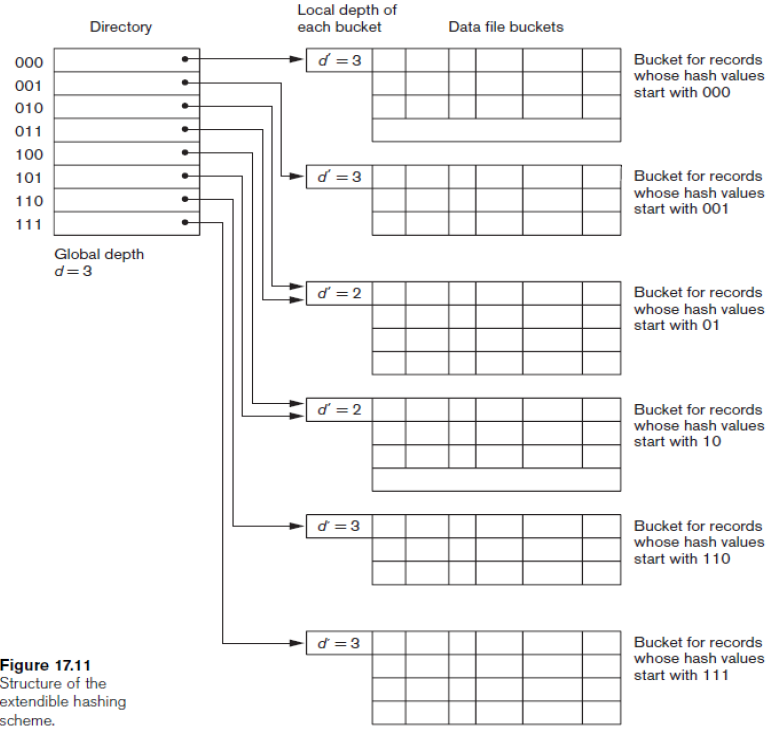 Directory
Local depth of
each bucket
Data file buckets
000
001
010
011
100
101
110
111
Global depth
d = 3
d′ = 3
Bucket for records
whose hash values
start with 000
d′ = 3
Bucket for records
whose hash values
start with 001
d′ = 2
Bucket for records
whose hash values
start with 01
d′ = 2
Bucket for records
whose hash values
start with 10
d′ = 3
Bucket for records
whose hash values
start with 110
d′ = 3
Bucket for records
whose hash values
start with 111
Figure 17.11
Structure of the
extendible hashing
scheme.